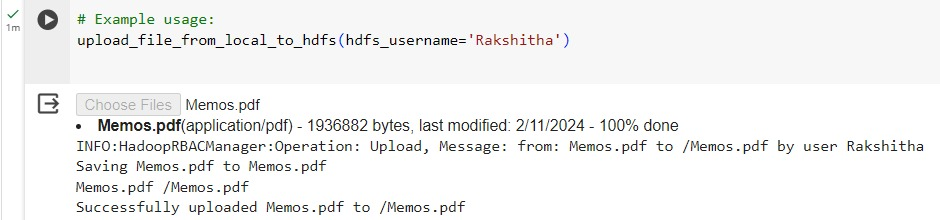 1m
# Example usage:
upload_file_from_local_to_hdfs(hdfs_username='Rakshitha')
Choose Files Memos.pdf
• Memos.pdf(application/pdf) - 1936882 bytes, last modified: 2/11/2024 - 100% done
INFO:HadoopRBACManager:Operation: Upload, Message: from: Memos.pdf to /Memos.pdf by user Rakshitha
Saving Memos.pdf to Memos.pdf
Memos.pdf /Memos.pdf
Successfully uploaded Memos.pdf to /Memos.pdf